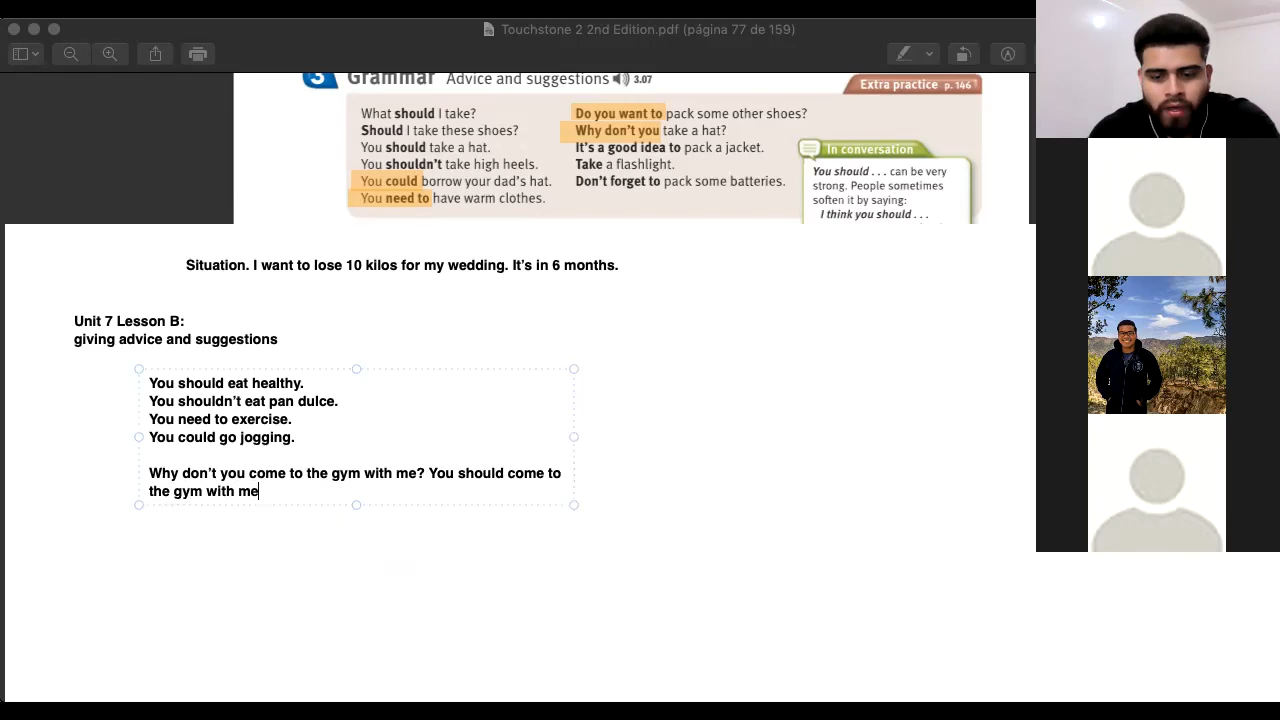 Touchstone 2 2nd Edition.pdf (página 77 de 159)
3 Grammar Advice and suggestions 3.07
Extra practice p. 146
What should I take?
Should I take these shoes?
You should take a hat.
You shouldn't take high heels.
You could borrow your dad's hat.
You need to have warm clothes.
Do you want to pack some other shoes?
Why don't you take a hat?
It's a good idea to pack a jacket.
Take a flashlight.
Don't forget to pack some batteries.
In conversation
You should . . . can be very
strong. People sometimes
soften it by saying:
I think you should . . .
Situation. I want to lose 10 kilos for my wedding. It's in 6 months.
Unit 7 Lesson B:
giving advice and suggestions
You should eat healthy.
You shouldn't eat pan dulce.
You need to exercise.
You could go jogging.
Why don't you come to the gym with me? You should come to
the gym with me